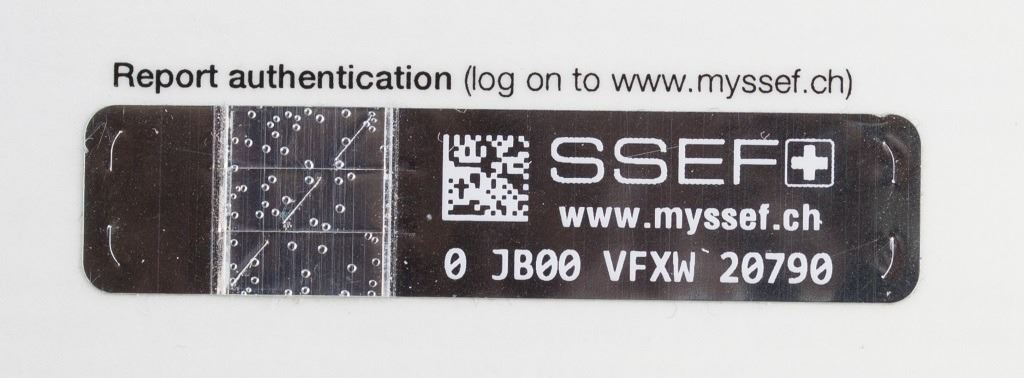 Report authentication (log on to www.myssef.ch)
SSEF
www.myssef.ch
0 JB00 VFXW 20790